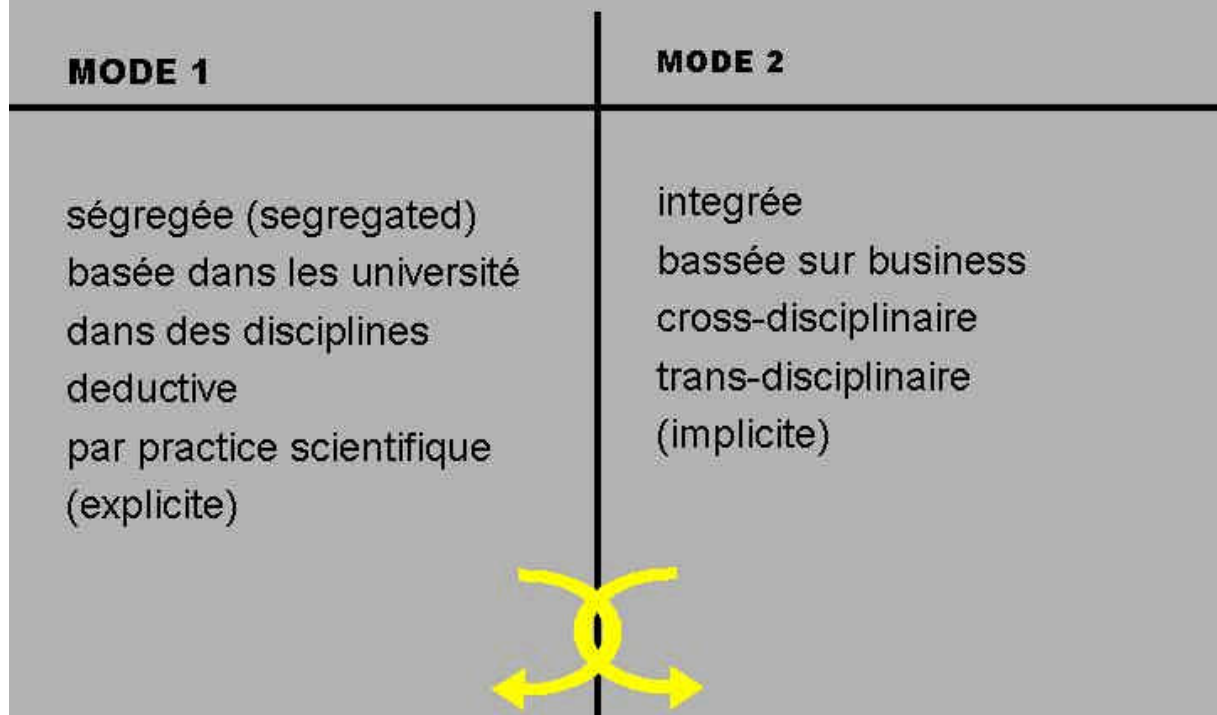 MODE 1
ségregée (segregated)
basée dans les université
dans des disciplines
deductive
par practice scientifique
(explicite)
MODE 2
integrée
bassée sur business
cross-disciplinaire
trans-disciplinaire
(implicite)